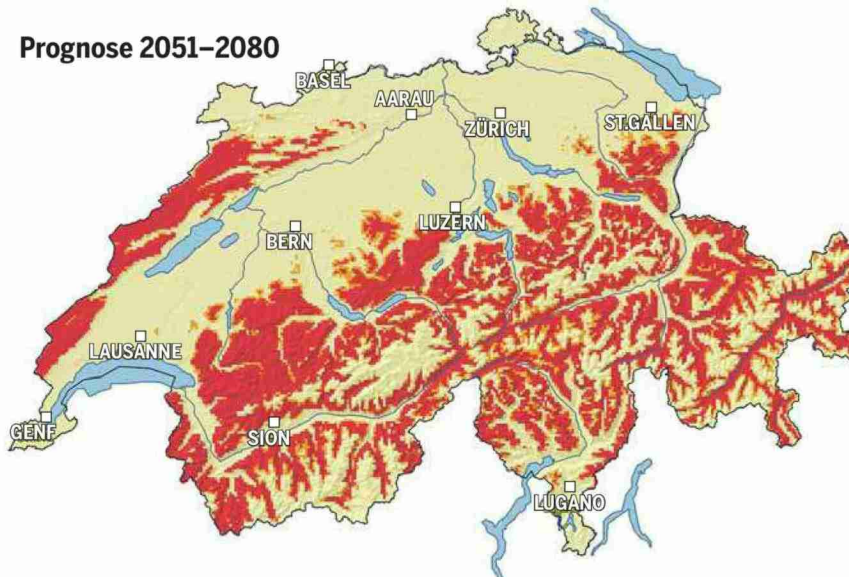 Prognose 2051–2080
BASEL
AARAU
ZÜRICH
ST.GALLEN
LUZERN
BERN
LAUSANNE
GENF
SION
LUGANO